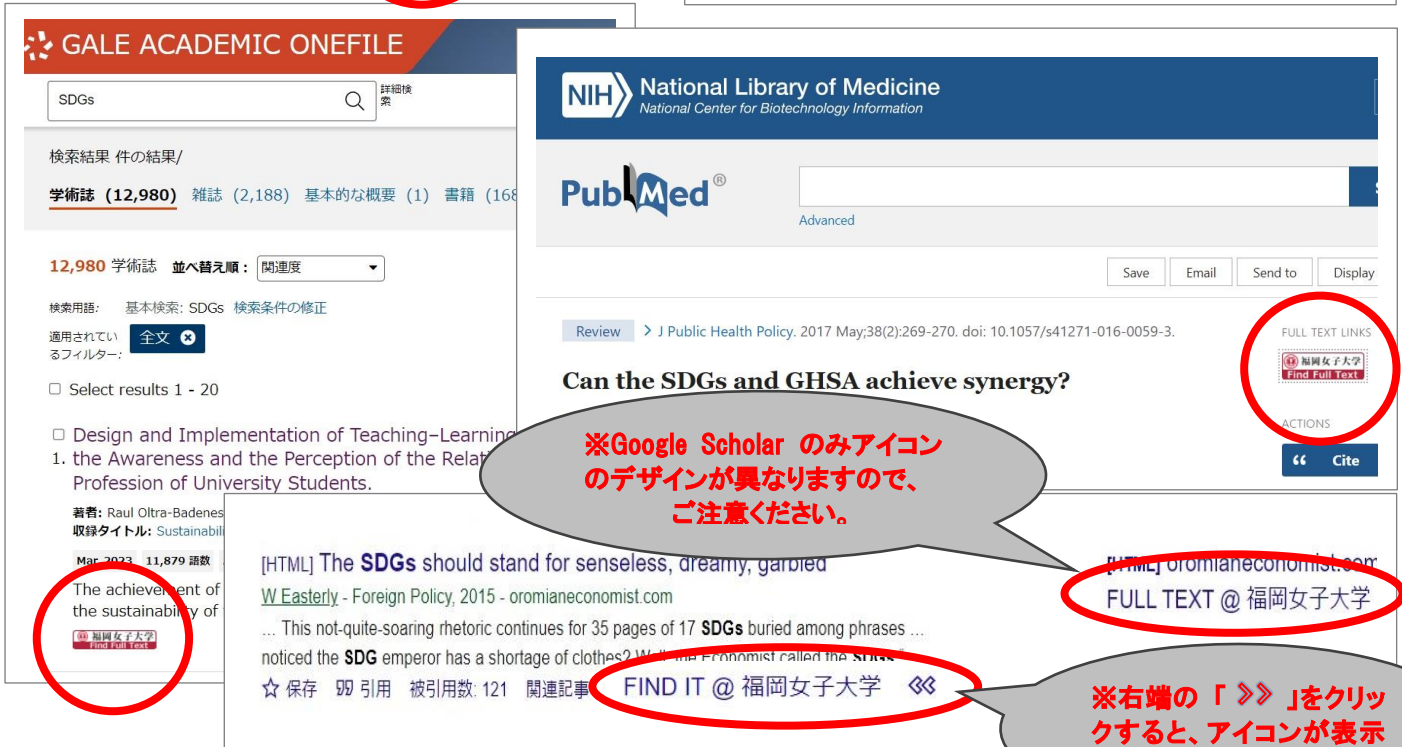 GALE ACADEMIC ONEFILE
SDGs
詳細検
索
検索結果 件の結果/
学術誌 (12,980) 雑誌 (2,188) 基本的な概要 (1) 書籍 (168
12,980 学術誌 並べ替え順: 関連度
検索用語: 基本検索: SDGs 検索条件の修正
適用されてい
るフィルター:
全文
Select results 1 - 20
1. Design and Implementation of Teaching–Learning
the Awareness and the Perception of the Relat
Profession of University Students.
著者: Raul Oltra-Badenes
収録タイトル: Sustainabili
Mar. 2023 11,879 語数
The achievement of
the sustainability of
福岡女子大学
Find Full Text
NIH National Library of Medicine
National Center for Biotechnology Information
PubMed®
Advanced
Save Email Send to Display
Review J Public Health Policy. 2017 May;38(2):269-270. doi: 10.1057/s41271-016-0059-3.
Can the SDGs and GHSA achieve synergy?
FULL TEXT LINKS
福岡女子大学
Find Full Text
ACTIONS
Cite
※Google Scholar のみアイコン
のデザインが異なりますので、
ご注意ください。
[HTML] The SDGs should stand for senseless, dreamy, garbled
W Easterly - Foreign Policy, 2015 - oromianeconomist.com
... This not-quite-soaring rhetoric continues for 35 pages of 17 SDGs buried among phrases ...
noticed the SDG emperor has a shortage of clothes? Well, the Economist called the SDGs "
保存 引用 被引用数: 121 関連記事 FIND IT @ 福岡女子大学
[HTML] oromianeconomist.com
FULL TEXT @ 福岡女子大学
※右端の「 >> 」をクリッ
クすると、アイコンが表示